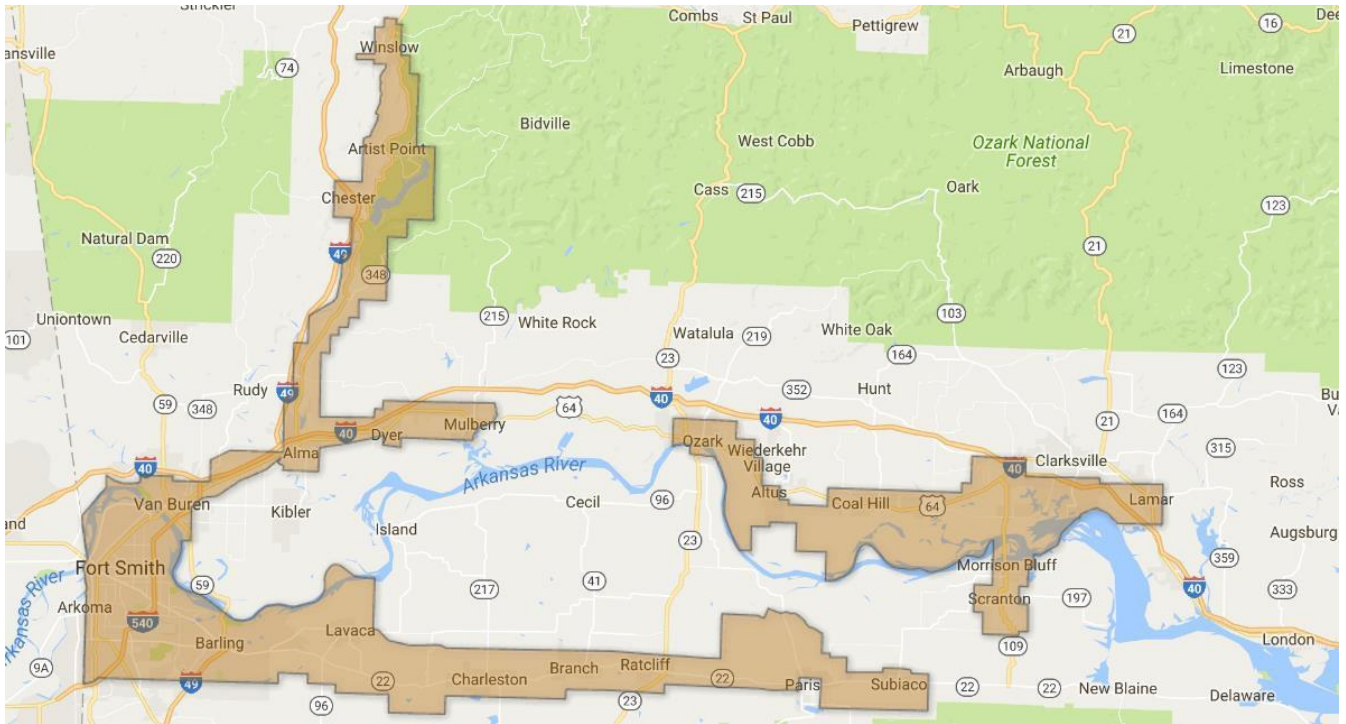 Strickler
Combs
St Paul
Pettigrew
21
16
Dee
ansville
Winslow
74
Arbaugh
Limestone
Bidville
Artist Point
West Cobb
Ozark National
Forest
Chester
Cass
215
Oark
123
Natural Dam
220
49
348
21
Uniontown
101
Cedarville
215
White Rock
Watalula
219
White Oak
103
164
23
123
Rudy
49
59
348
352
Hunt
40
64
40
21
164
Bu
Va
Alma
40
Dyer
Mulberry
Ozark
Wiederkehr
Village
315
40
Clarksville
40
Arkansas River
Van Buren
Kibler
Island
Cecil
96
Altus
Coal Hill
64
Lamar
Ross
and
Augsburg
23
Fort Smith
59
217
41
Morrison Bluff
359
Arkoma
Arkansas River
540
Scranton
197
40
333
Barling
Lavaca
109
London
9A
49
22
Charleston
Branch
Ratcliff
22
Paris
Subiaco
22
22
New Blaine
Delaware
96
23